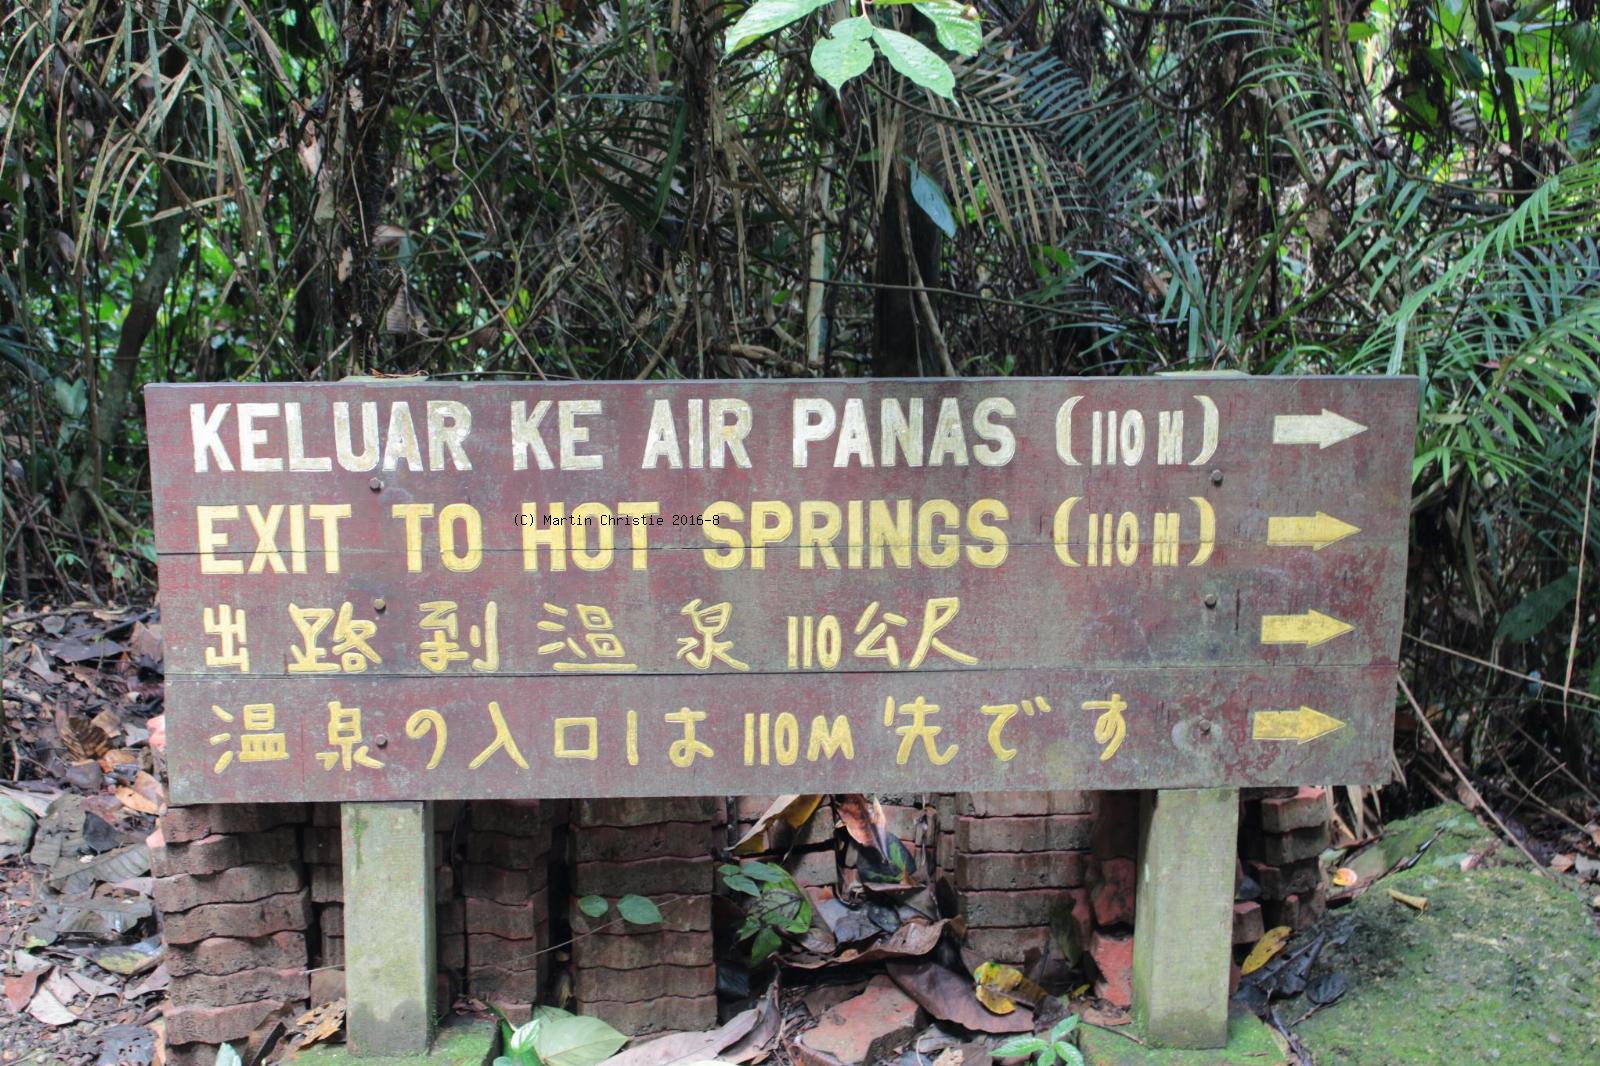 KELUAR KE AIR PANAS (110 M)
EXIT TO HOT SPRINGS (110 M)
(C) Martin Christie 2016-8
出路到温泉 110公尺
温泉の入口は 110M 先です